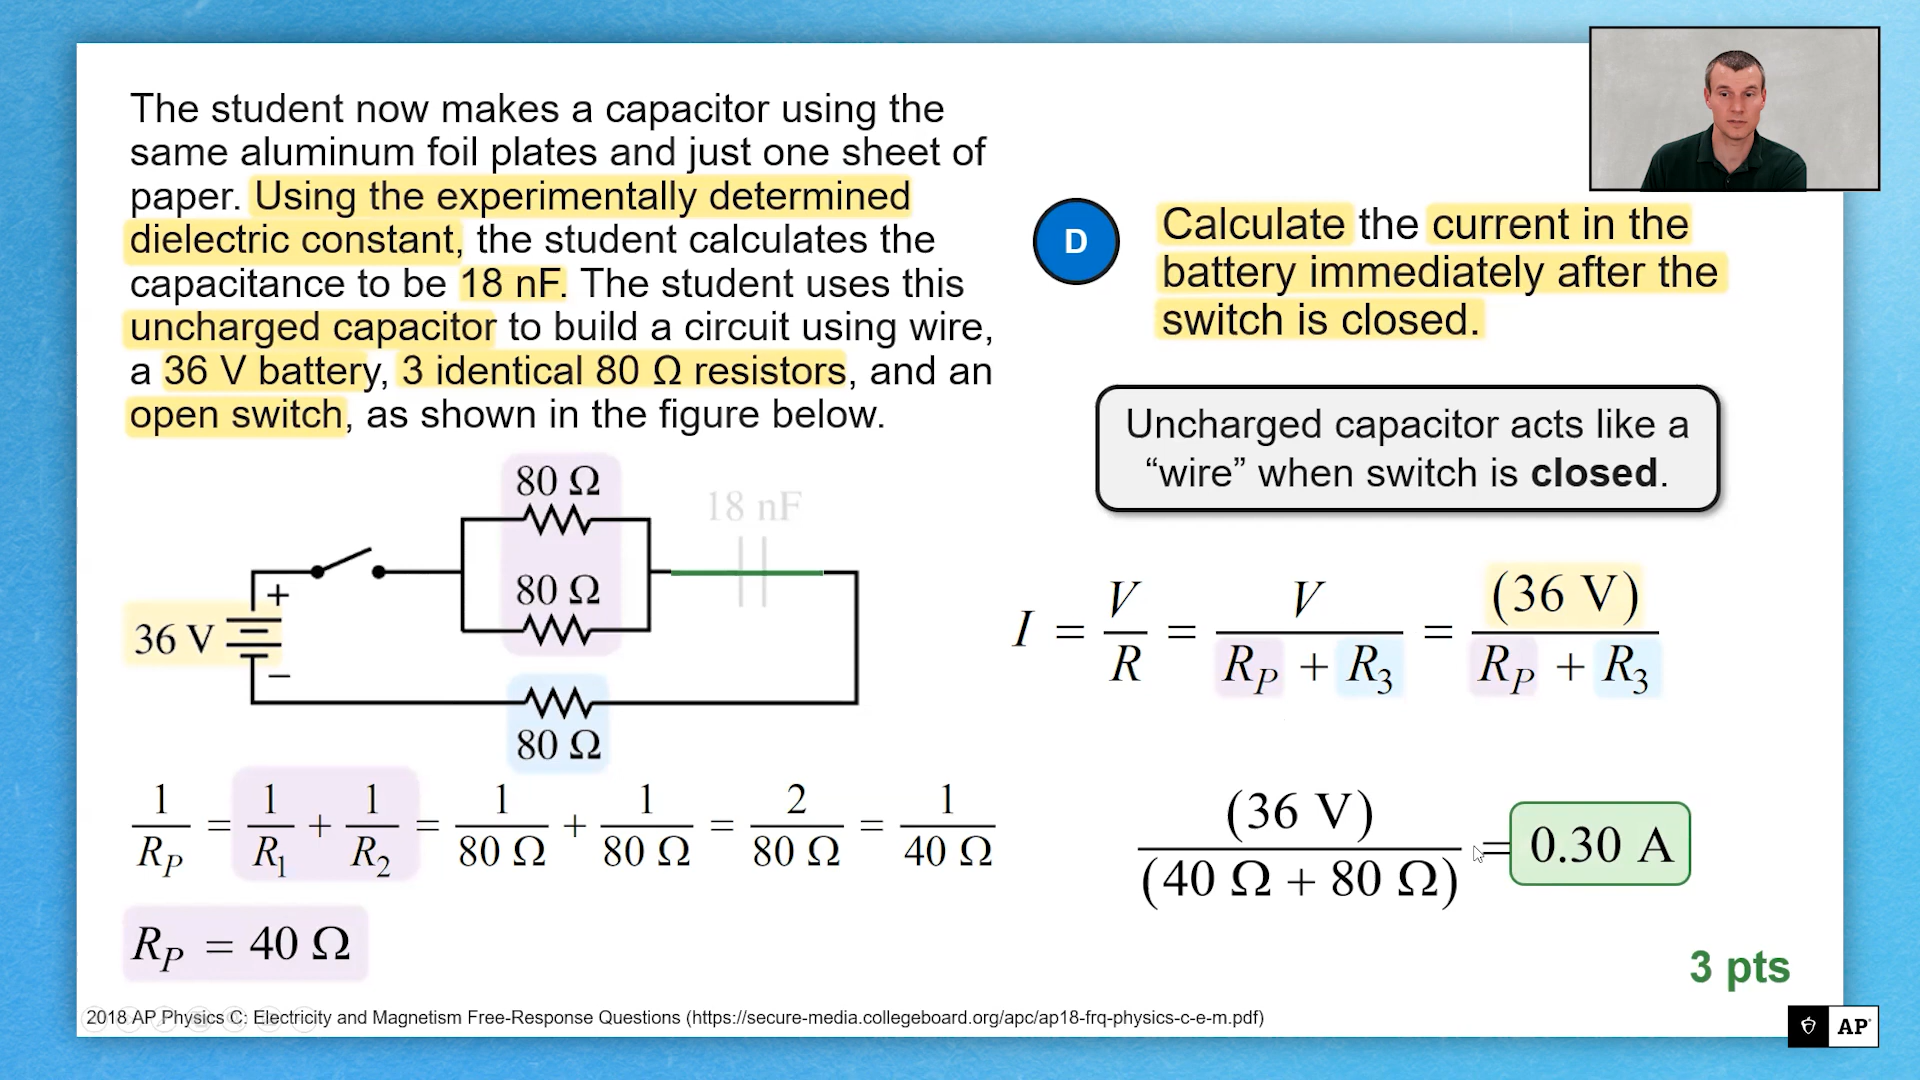 The student now makes a capacitor using the
same aluminum foil plates and just one sheet of
paper. Using the experimentally determined
dielectric constant, the student calculates the
capacitance to be 18 nF. The student uses this
uncharged capacitor to build a circuit using wire,
a 36 V battery, 3 identical 80 Ω resistors, and an
open switch, as shown in the figure below.
80 Ω
18 nF
80 Ω
+
36 V
−
80 Ω
1/R_P = 1/R_1 + 1/R_2 = 1/80 Ω + 1/80 Ω = 2/80 Ω = 1/40 Ω
R_P = 40 Ω
D
Calculate the current in the
battery immediately after the
switch is closed.
Uncharged capacitor acts like a
“wire” when switch is closed.
I = V/R = V/(R_P + R_3) = (36 V)/(R_P + R_3)
(36 V)/(40 Ω + 80 Ω) = 0.30 A
3 pts
2018 AP Physics C: Electricity and Magnetism Free-Response Questions (https://secure-media.collegeboard.org/apc/ap18-frq-physics-c-e-m.pdf)
AP